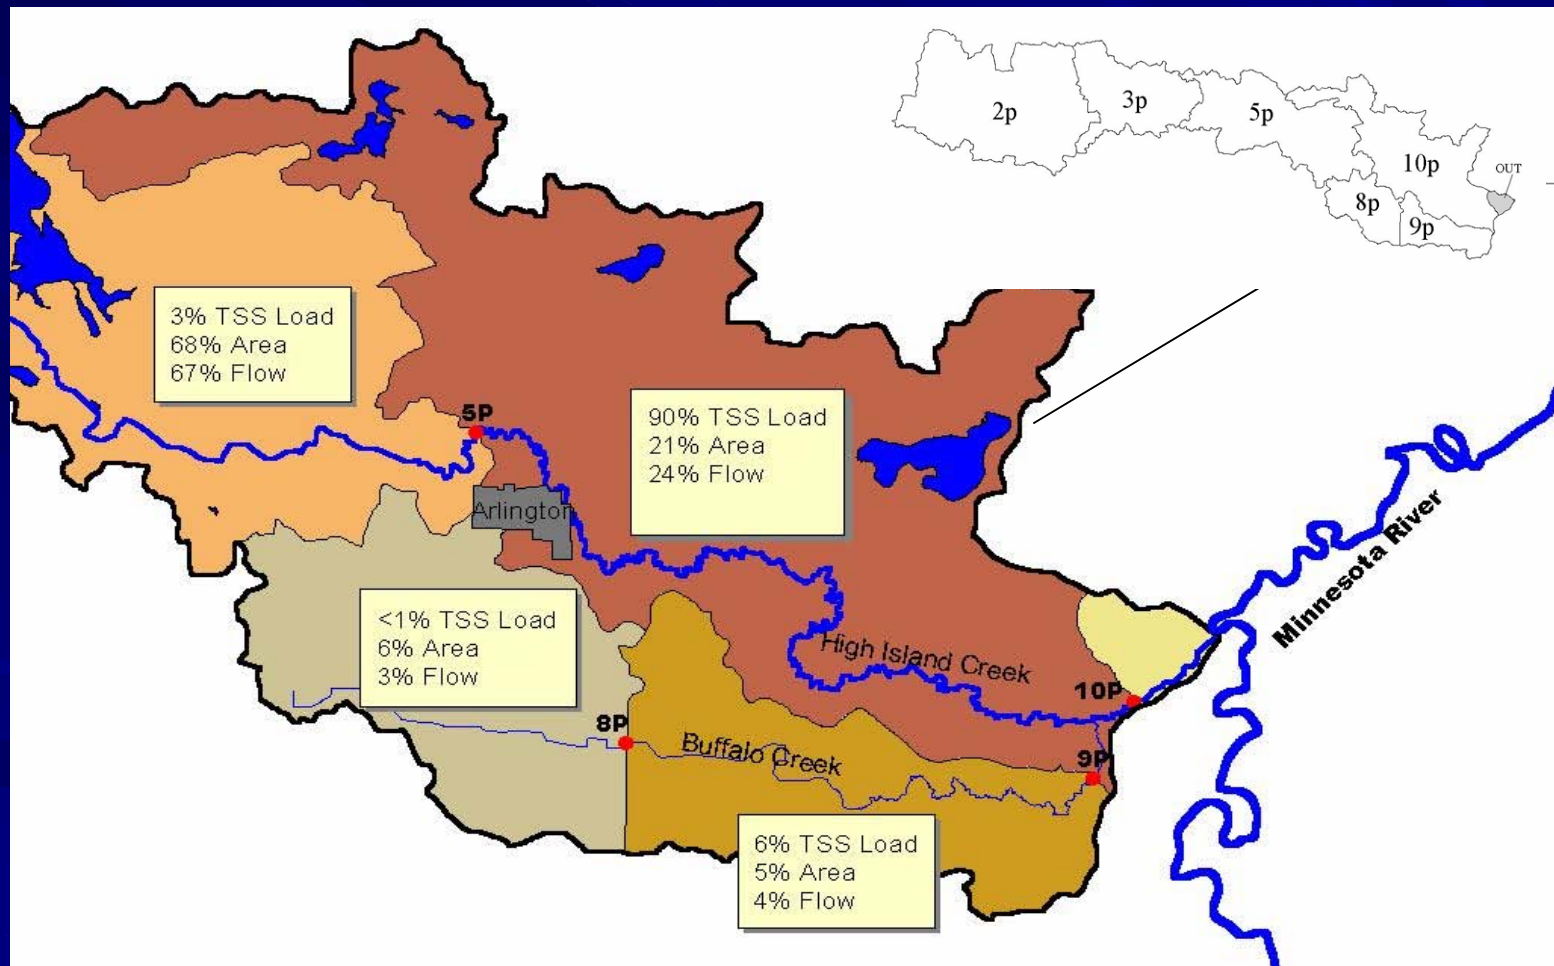 2p
3p
5p
10p
OUT
8p
9p
3% TSS Load
68% Area
67% Flow
5P
90% TSS Load
21% Area
24% Flow
Arlington
<1% TSS Load
6% Area
3% Flow
High Island Creek
Minnesota River
10P
8P
Buffalo Creek
9P
6% TSS Load
5% Area
4% Flow